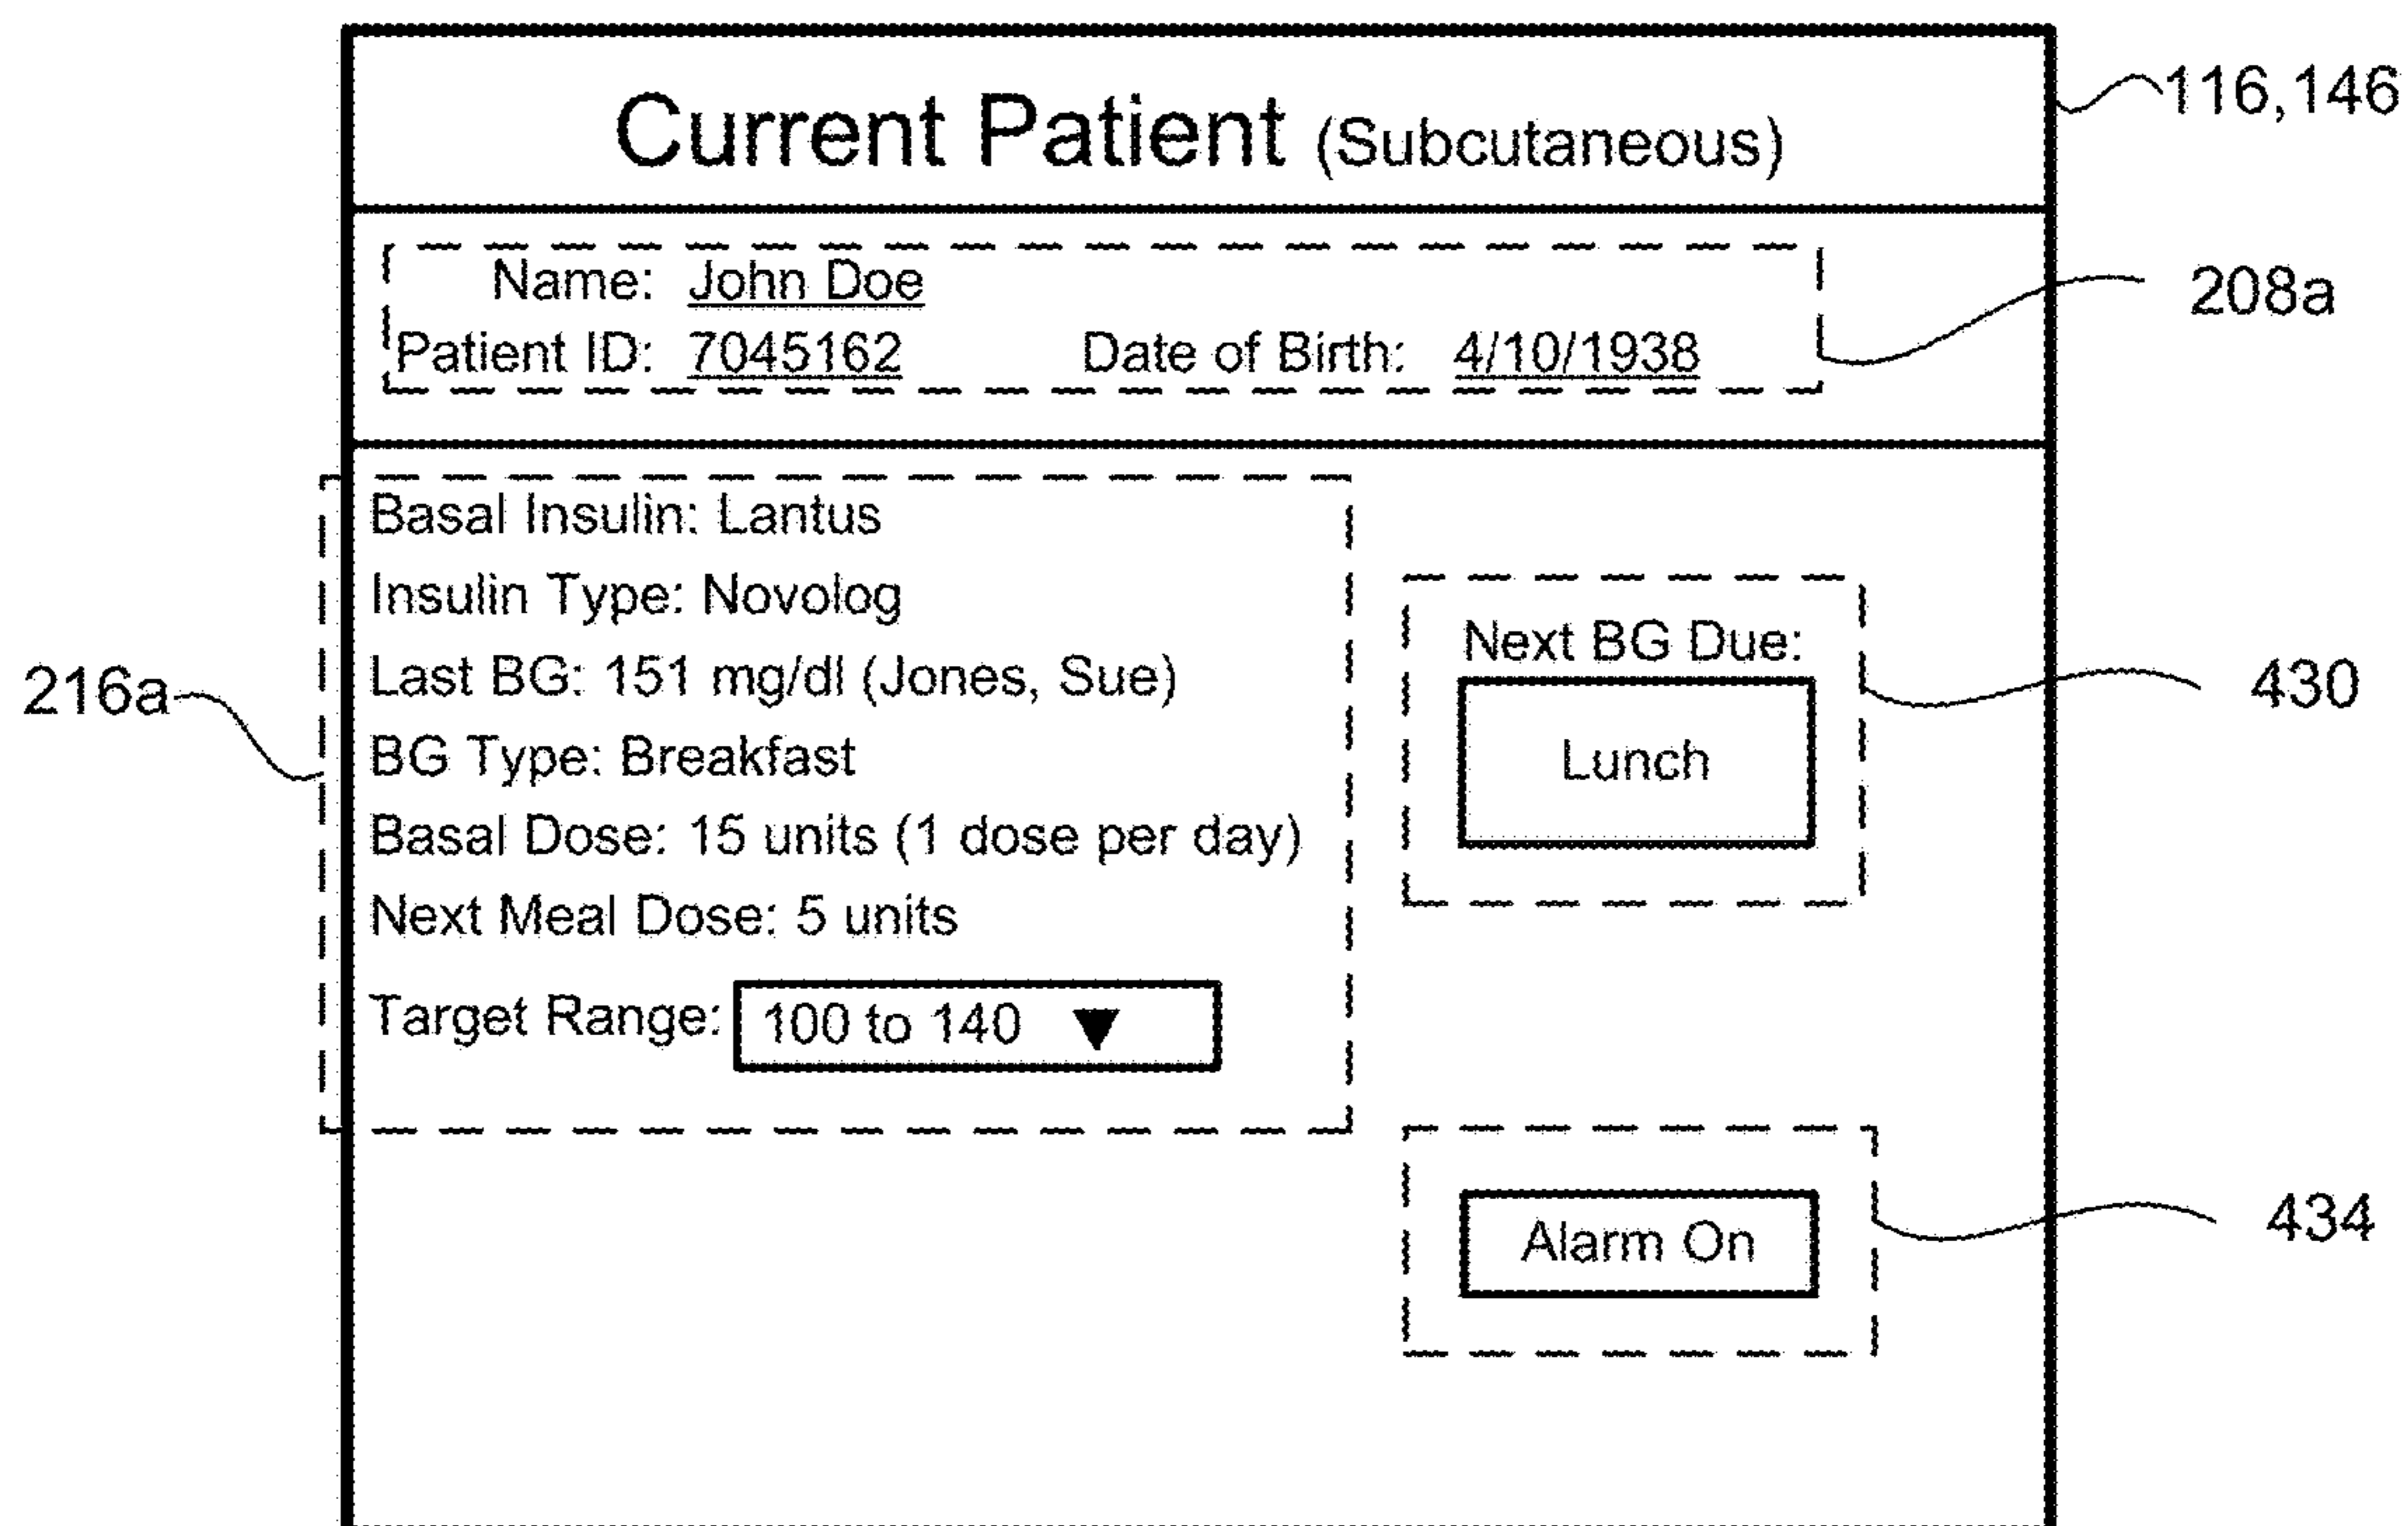 Current Patient (Subcutaneous)
116,146
Name: John Doe
208a
Patient ID: 7045162 Date of Birth: 4/10/1938
Basal Insulin: Lantus
Insulin Type: Novolog
Last BG: 151 mg/dl (Jones, Sue)
BG Type: Breakfast
Basal Dose: 15 units (1 dose per day)
Next Meal Dose: 5 units
Target Range: 100 to 140 ▼
216a
Next BG Due:
Lunch
430
Alarm On
434